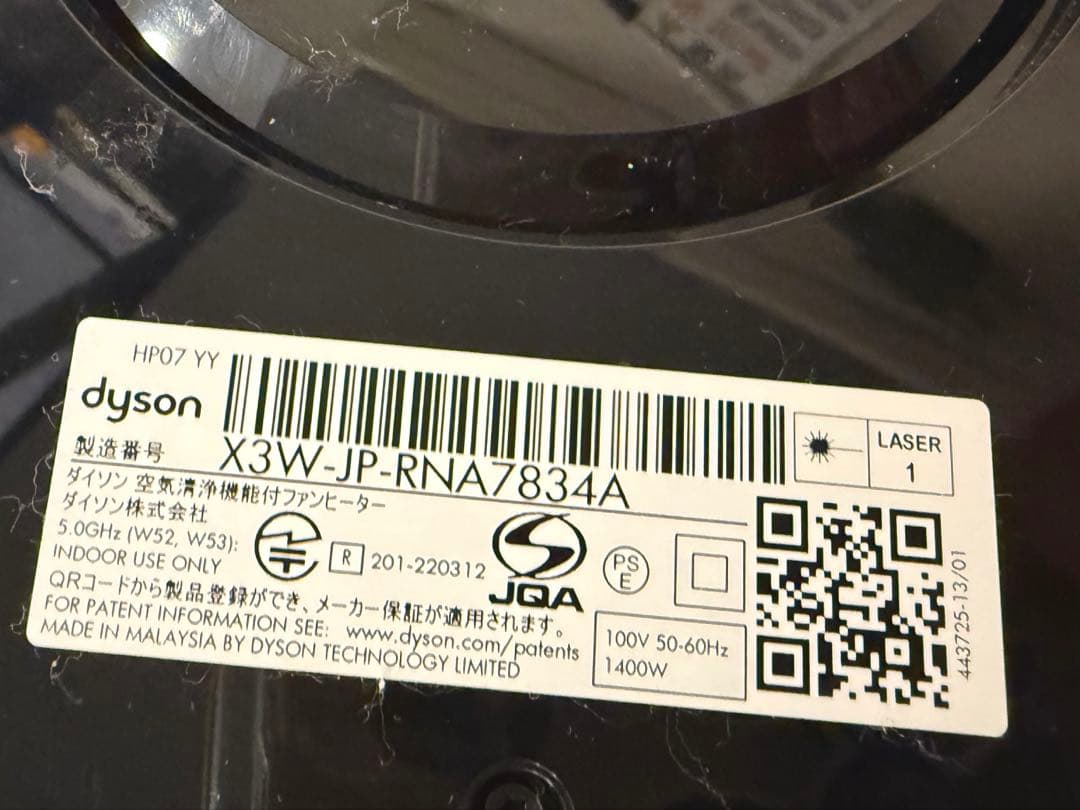 HP07 YY
dyson
製造番号
X3W-JP-RNA7834A
LASER
1
ダイソン 空気清浄機能付ファンヒーター
ダイソン株式会社
5.0GHz (W52, W53):
INDOOR USE ONLY
R 201-220312
JQA
PS
E
QRコードから製品登録ができ、メーカー保証が適用されます。
FOR PATENT INFORMATION SEE: www.dyson.com/patents
MADE IN MALAYSIA BY DYSON TECHNOLOGY LIMITED
100V 50-60Hz
1400W
443725-13/01